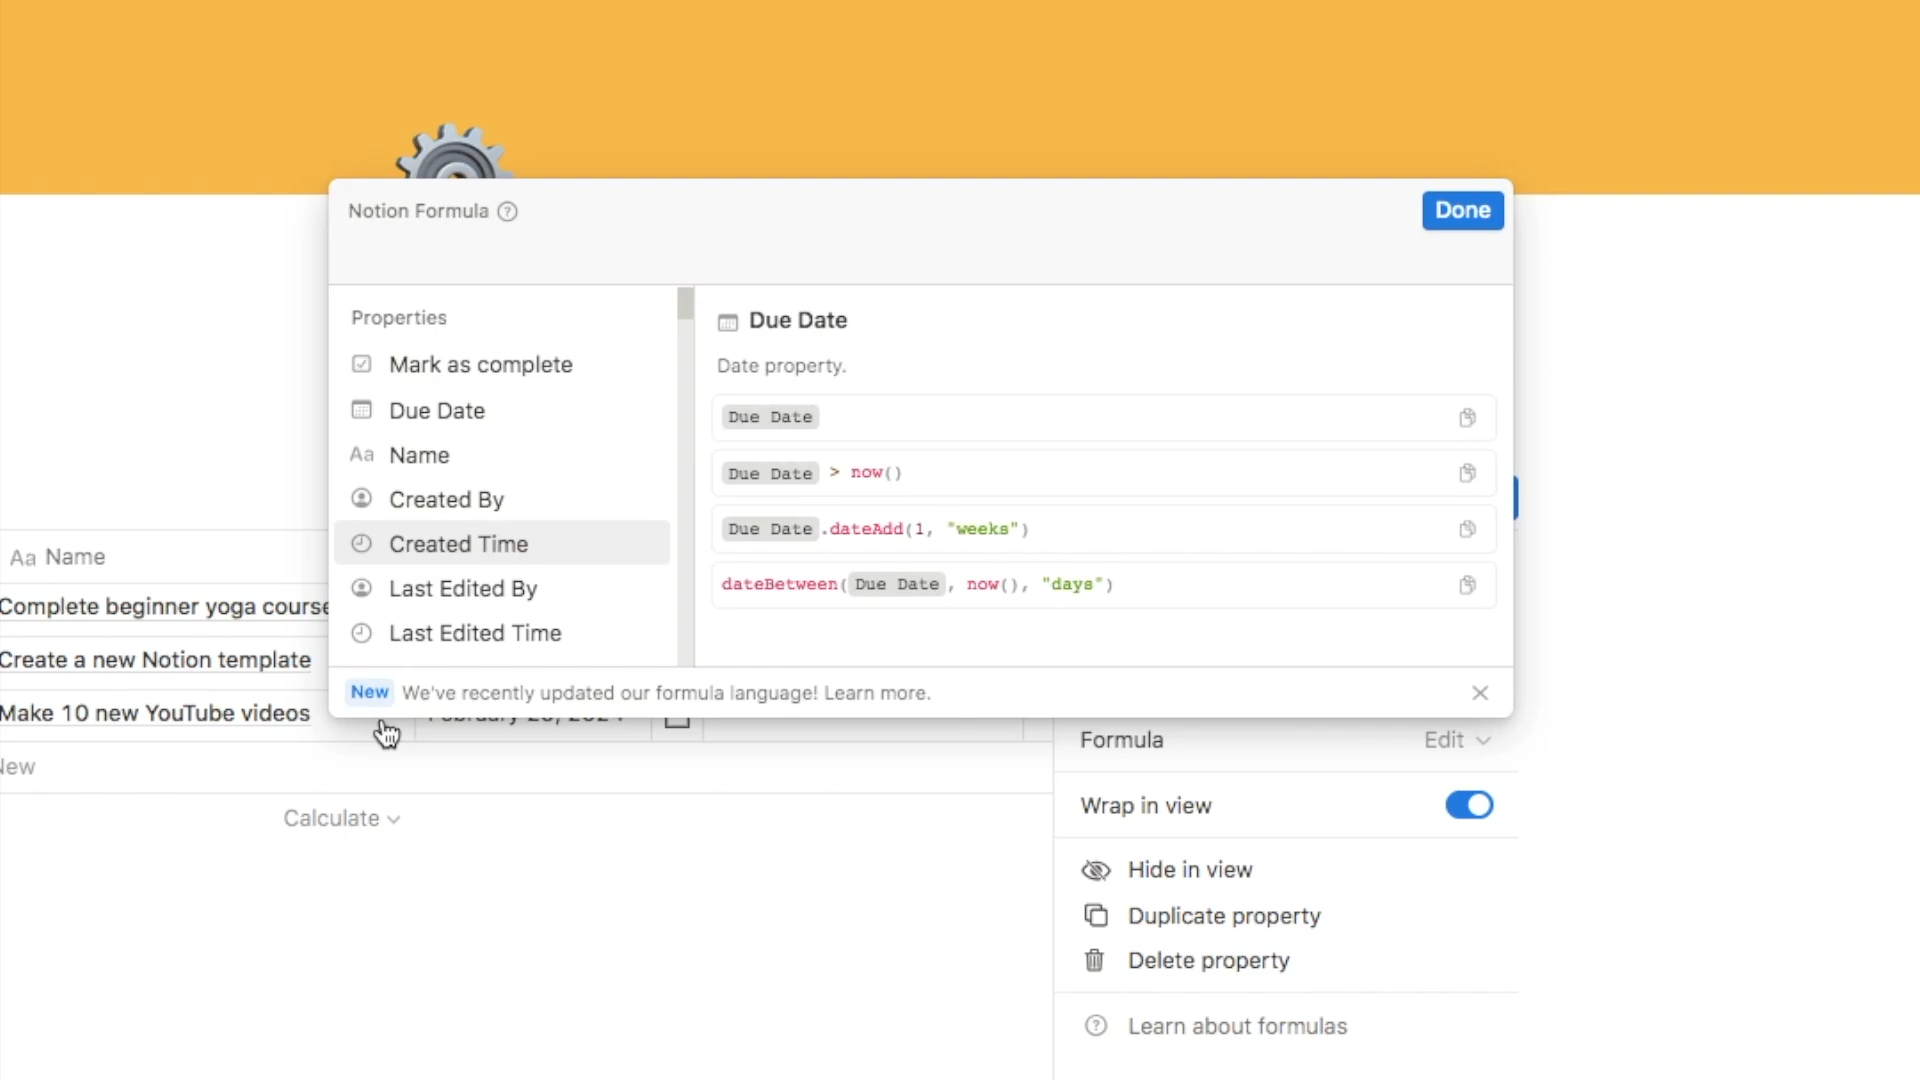 Notion Formula
Done
Properties
Mark as complete
Due Date
Aa Name
Created By
Created Time
Last Edited By
Last Edited Time
Due Date
Date property.
Due Date
Due Date > now()
Due Date.dateAdd(1, "weeks")
dateBetween(Due Date, now(), "days")
New We've recently updated our formula language! Learn more.
Aa Name
Complete beginner yoga course
Create a new Notion template
Make 10 new YouTube videos
Calculate
Formula
Edit
Wrap in view
Hide in view
Duplicate property
Delete property
Learn about formulas